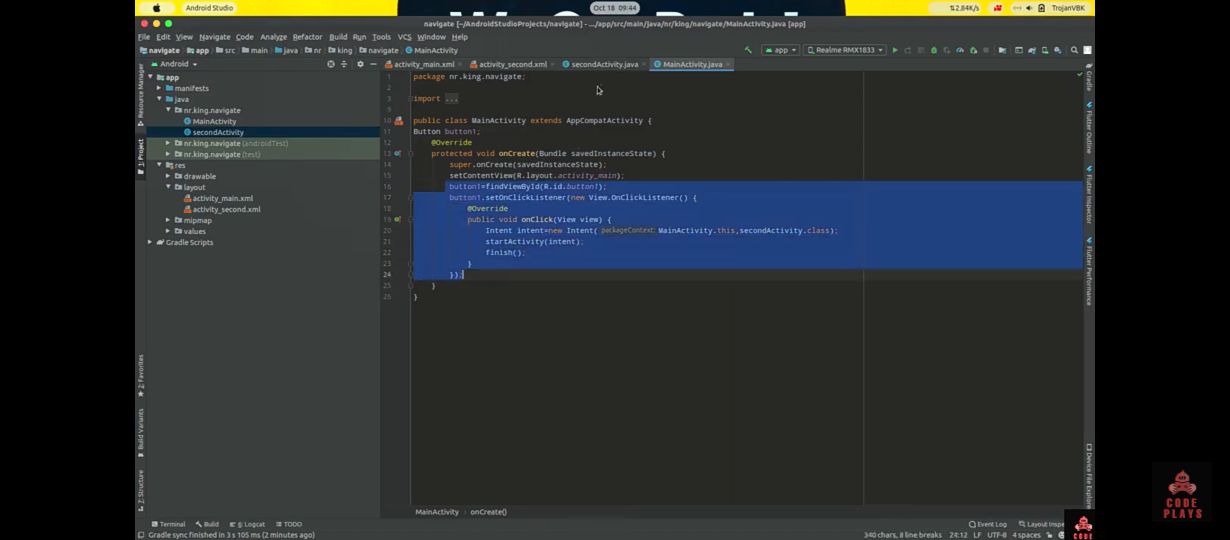 Android Studio
Oct 18 09:44
2,84K/s
TrojanVBK
navigate [~/AndroidStudioProjects/navigate] - .../app/src/main/java/nr/king/navigate/MainActivity.java [app]
File Edit View Navigate Code Analyze Refactor Build Run Tools VCS Window Help
navigate app src main java nr king navigate MainActivity
app Realme RMX1833
Android
activity_main.xml activity_second.xml secondActivity.java MainActivity.java
app
manifests
java
nr.king.navigate
MainActivity
secondActivity
nr.king.navigate (androidTest)
nr.king.navigate (test)
res
drawable
layout
activity_main.xml
activity_second.xml
mipmap
values
Gradle Scripts
Resource Manager
1: Project
2: Favorites
Build Variants
Z: Structure
1 package nr.king.navigate;
2
3 import ...
9
10 public class MainActivity extends AppCompatActivity {
11 Button button1;
12 @Override
13 protected void onCreate(Bundle savedInstanceState) {
14 super.onCreate(savedInstanceState);
15 setContentView(R.layout.activity_main);
16 button1=findViewById(R.id.button1);
17 button1.setOnClickListener(new View.OnClickListener() {
18 @Override
19 public void onClick(View view) {
20 Intent intent=new Intent( packageContext: MainActivity.this,secondActivity.class);
21 startActivity(intent);
22 finish();
23 }
24 });
25 }
26 }
Gradle
Flutter Outline
Flutter Inspector
Flutter Performance
Device File Explorer
MainActivity onCreate()
Terminal Build 6: Logcat TODO
Event Log Layout Inspe
Gradle sync finished in 3 s 105 ms (2 minutes ago)
340 chars, 8 line breaks 24:12 LF UTF-8 4 spaces
CODE
PLAYS
CODE